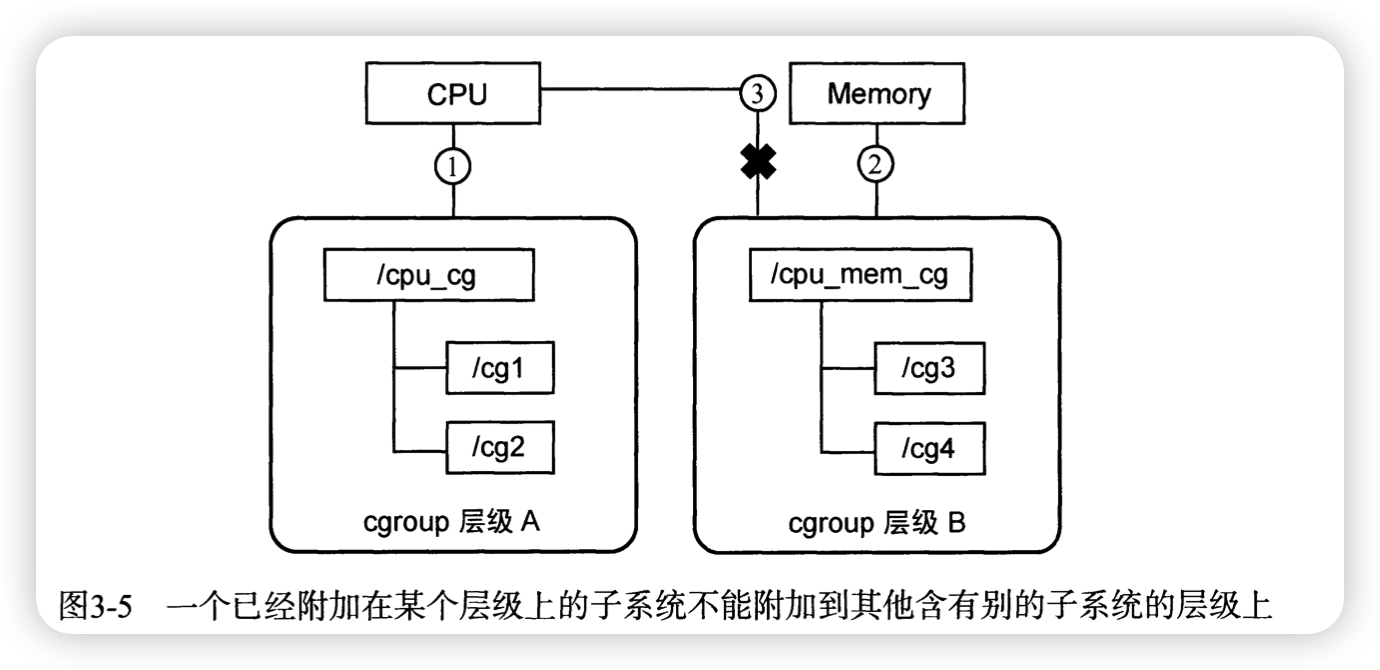 CPU
③
Memory
①
②
/cpu_cg
/cg1
/cg2
cgroup 层级 A
/cpu_mem_cg
/cg3
/cg4
cgroup 层级 B
图3-5 一个已经附加在某个层级上的子系统不能附加到其他含有别的子系统的层级上